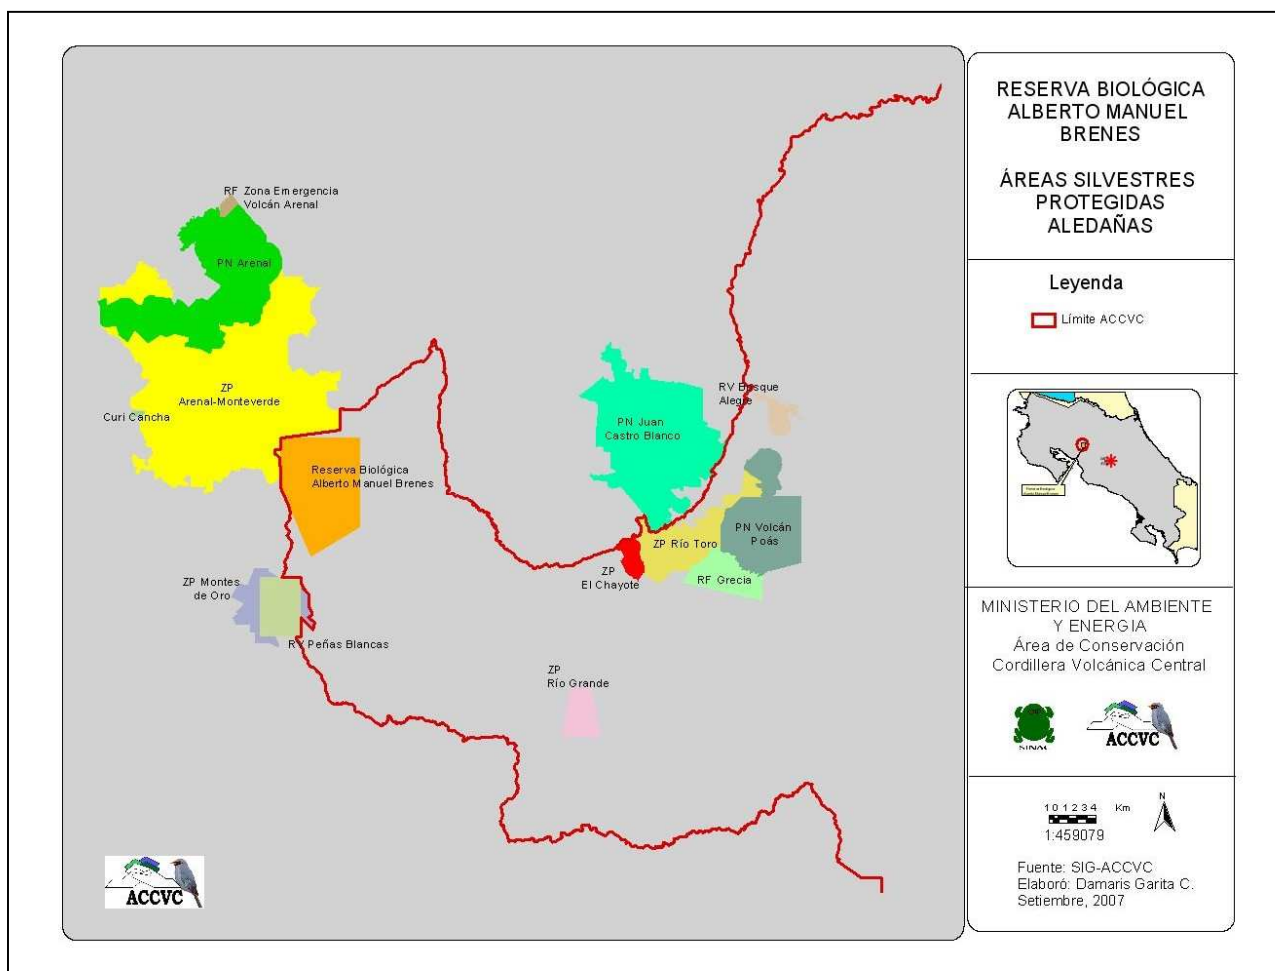 RF Zona Emergencia
Volcán Arenal
PN Arenal
ZP
Arenal-Monteverde
Curi Cancha
Reserva Biológica
Alberto Manuel Brenes
ZP Montes
de Oro
RV Peñas Blancas
PN Juan
Castro Blanco
RV Bosque
Alegre
ZP Río Toro
PN Volcán
Poás
ZP
El Chayote
RF Grecia
ZP
Río Grande
ACCVC
RESERVA BIOLÓGICA
ALBERTO MANUEL
BRENES
ÁREAS SILVESTRES
PROTEGIDAS
ALEDAÑAS
Leyenda
Límite ACCVC
MINISTERIO DEL AMBIENTE
Y ENERGIA
Área de Conservación
Cordillera Volcánica Central
SINAC
ACCVC
1 0 1 2 3 4 Km
N
1:459079
Fuente: SIG-ACCVC
Elaboró: Damaris Garita C.
Setiembre, 2007